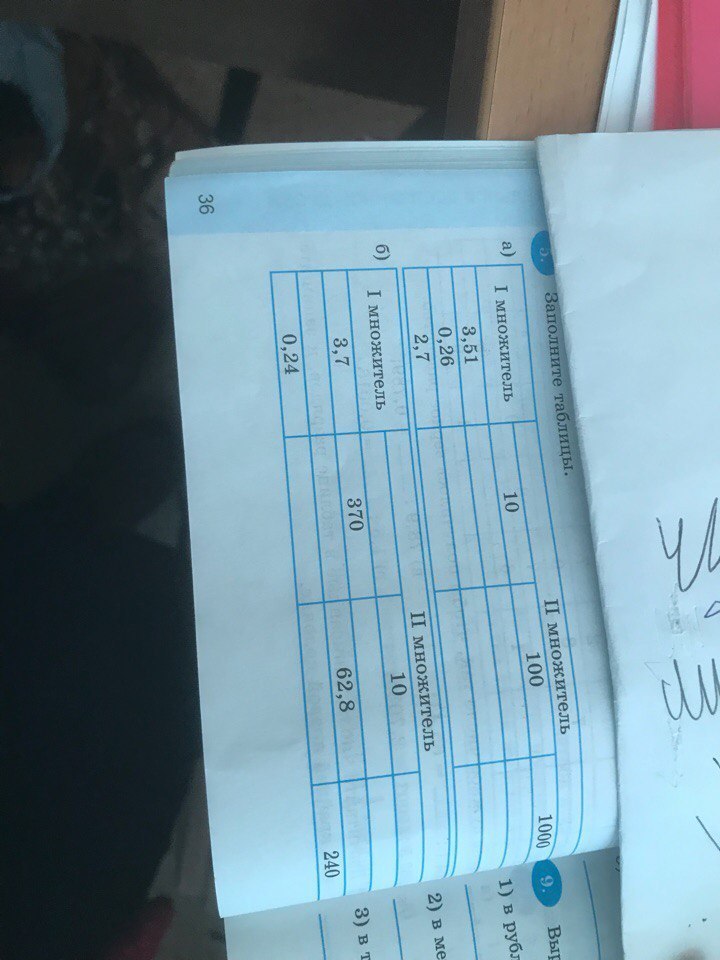 5. Заполните таблицы.
а)
I множитель II множитель
10 100 1000
3,51
0,26
2,7
б)
I множитель II множитель
10
3,7 370
62,8
0,24 240
36
9.
1) в рубл
2) в ме
3) в т